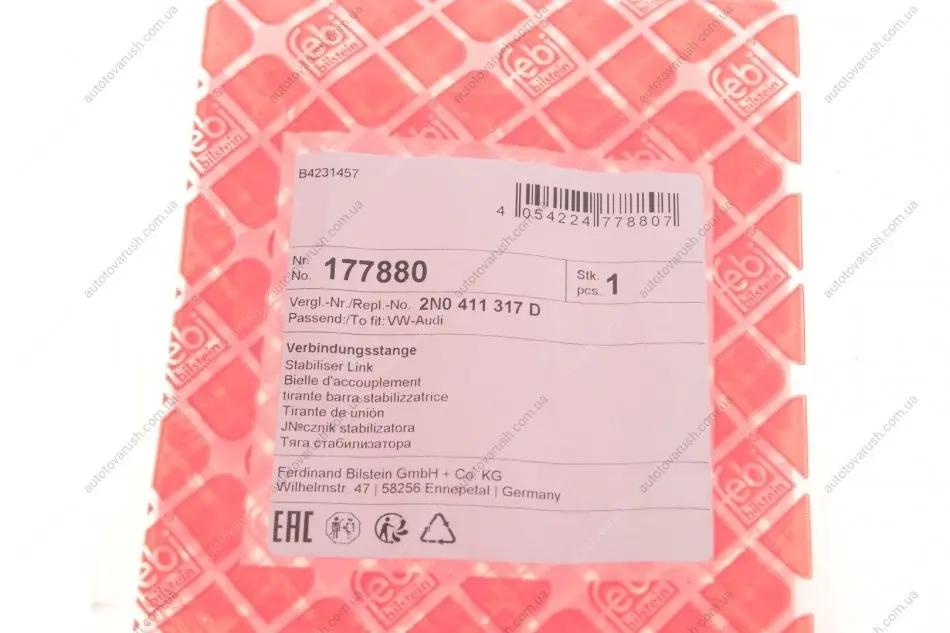 B4231457
4 054224 778807
Nr.
No. 177880
Stk.
pcs. 1
Vergl.-Nr./Repl.-No. 2N0 411 317 D
Passend:/To fit: VW-Audi
Verbindungsstange
Stabiliser Link
Bielle d'accouplement
tirante barra stabilizzatrice
Tirante de unión
J№cznik stabilizatora
Тяга стабилизатора
Ferdinand Bilstein GmbH + Co. KG
Wilhelmstr. 47 | 58256 Ennepetal | Germany
EAC
febi
bilstein
autotovarush.com.ua